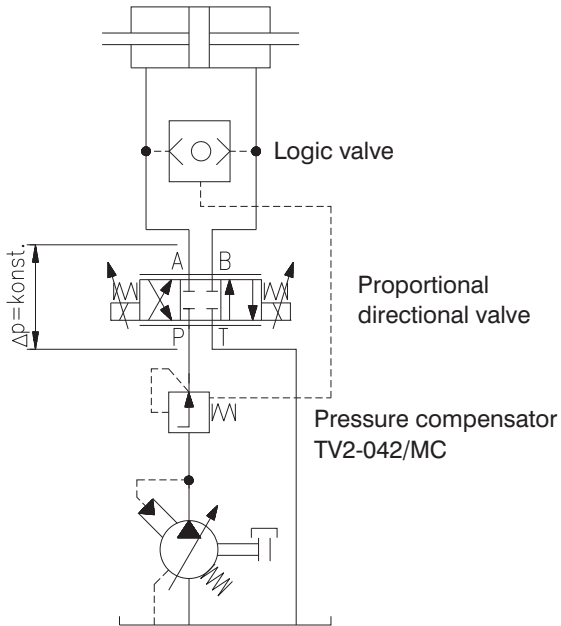 Logic valve
A B
Δp=konst.
Proportional
directional valve
P T
Pressure compensator
TV2-042/MC